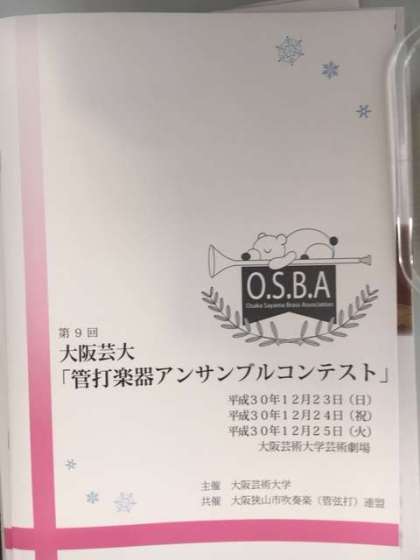 O.S.B.A
Osaka Sayama Brass Association
第９回
大阪芸大
「管打楽器アンサンブルコンテスト」
平成３０年１２月２３日（日）
平成３０年１２月２４日（祝）
平成３０年１２月２５日（火）
大阪芸術大学芸術劇場
主催　大阪芸術大学
共催　大阪狭山市吹奏楽（管弦打）連盟